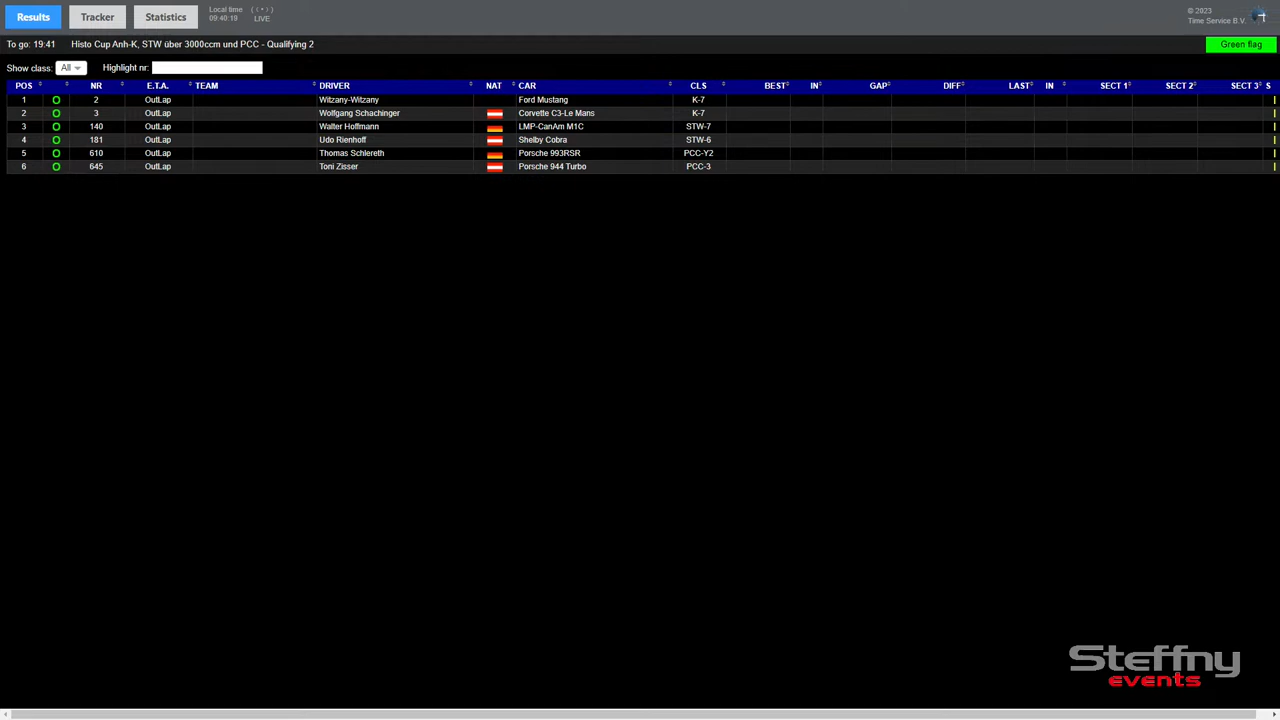 Results Tracker Statistics Local time 09:40:19 LIVE © 2023 Time Service B.V.
To go: 19:41 Histo Cup Anh-K, STW über 3000ccm und PCC - Qualifying 2 Green flag
Show class: All Highlight nr:
POS NR E.T.A. TEAM DRIVER NAT CAR CLS BEST IN GAP DIFF LAST IN SECT 1 SECT 2 SECT 3 S
1 O 2 OutLap Witzany-Witzany Ford Mustang K-7
2 O 3 OutLap Wolfgang Schachinger Corvette C3-Le Mans K-7
3 O 140 OutLap Walter Hoffmann LMP-CanAm M1C STW-7
4 O 181 OutLap Udo Rienhoff Shelby Cobra STW-6
5 O 610 OutLap Thomas Schlereth Porsche 993RSR PCC-Y2
6 O 645 OutLap Toni Zisser Porsche 944 Turbo PCC-3
Steffny
events